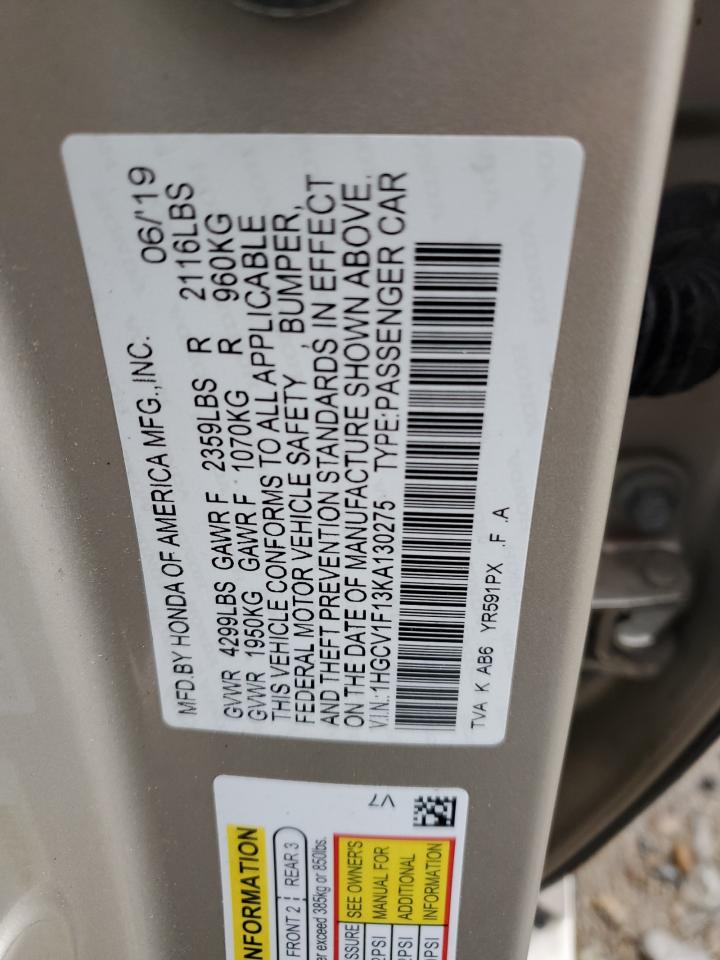 MFD.BY HONDA OF AMERICA MFG.,INC. 06/'19
GVWR 4299LBS GAWR F 2359LBS R 2116LBS
GVWR 1950KG GAWR F 1070KG R 960KG
THIS VEHICLE CONFORMS TO ALL APPLICABLE
FEDERAL MOTOR VEHICLE SAFETY , BUMPER,
AND THEFT PREVENTION STANDARDS IN EFFECT
ON THE DATE OF MANUFACTURE SHOWN ABOVE.
V.I.N.:1HGCV1F13KA130275 TYPE:PASSENGER CAR
TVA K AB6 YR591PX .F .A
FRONT 2 REAR 3
exceed 385kg or 850lbs.
SEE OWNER'S
MANUAL FOR
ADDITIONAL
INFORMATION